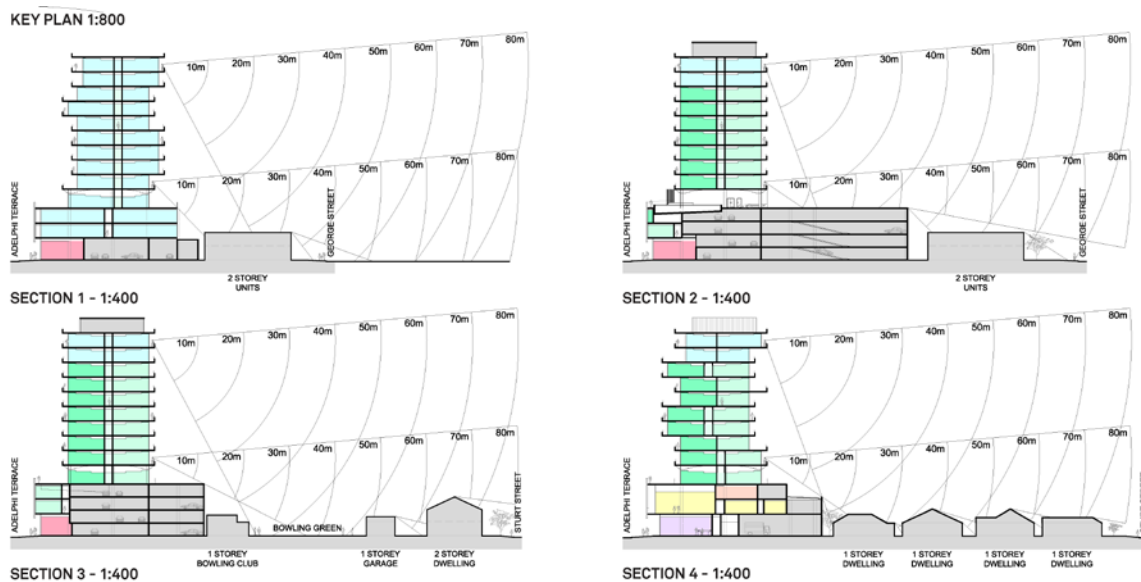 KEY PLAN 1:800
10m 20m 30m 40m 50m 60m 70m 80m
10m 20m 30m 40m 50m 60m 70m 80m
ADELPHI TERRACE
GEORGE STREET
2 STOREY
UNITS
SECTION 1 - 1:400
10m 20m 30m 40m 50m 60m 70m 80m
10m 20m 30m 40m 50m 60m 70m 80m
ADELPHI TERRACE
GEORGE STREET
2 STOREY
UNITS
SECTION 2 - 1:400
10m 20m 30m 40m 50m 60m 70m 80m
10m 20m 30m 40m 50m 60m 70m 80m
ADELPHI TERRACE
BOWLING GREEN
STURT STREET
1 STOREY
BOWLING CLUB
1 STOREY
GARAGE
2 STOREY
DWELLING
SECTION 3 - 1:400
10m 20m 30m 40m 50m 60m 70m 80m
10m 20m 30m 40m 50m 60m 70m 80m
ADELPHI TERRACE
1 STOREY
DWELLING
1 STOREY
DWELLING
1 STOREY
DWELLING
1 STOREY
DWELLING
SECTION 4 - 1:400